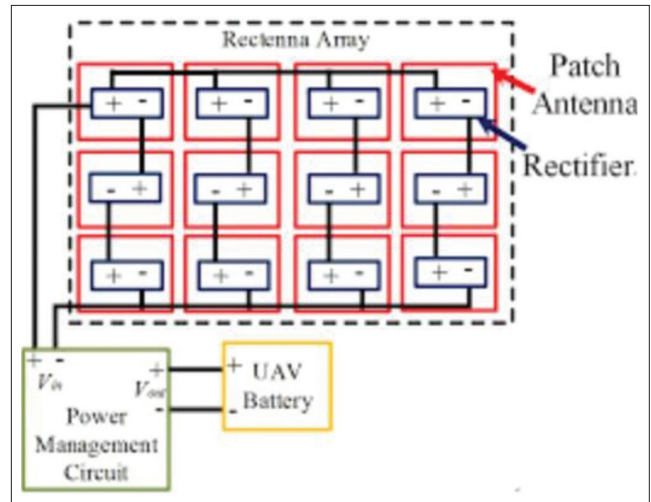 Rectenna Array
Patch
Antenna
Rectifier
+ - + - + - + -
- + - + - + - +
+ - + - + - + -
+ -
Vin
+
Vout
-
Power
Management
Circuit
+ UAV
Battery
-